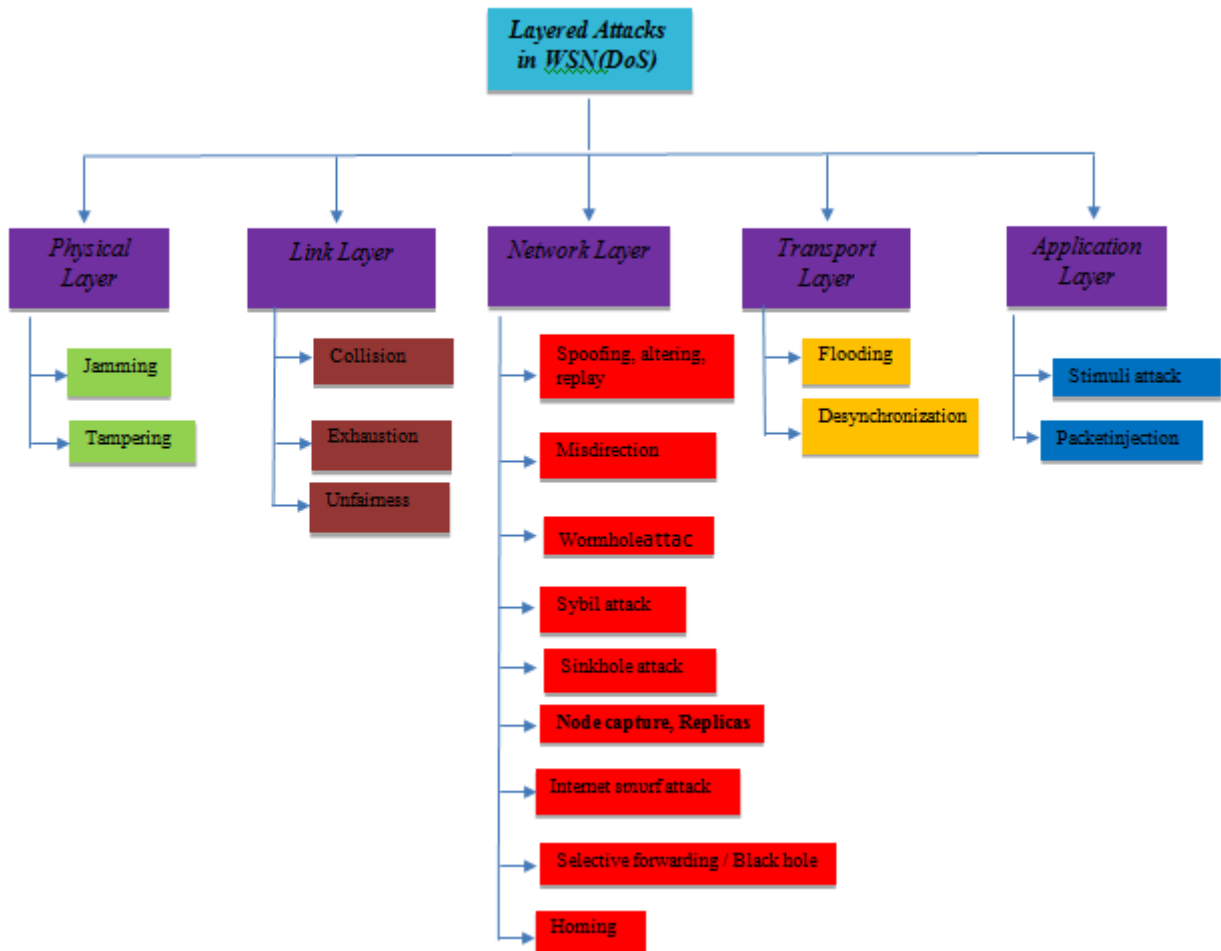 Layered Attacks
in WSN(DoS)
Physical
Layer
Link Layer
Network Layer
Transport
Layer
Application
Layer
Jamming
Tampering
Collision
Exhaustion
Unfairness
Spoofing, altering,
replay
Misdirection
Wormholeattac
Sybil attack
Sinkhole attack
Node capture, Replicas
Internet smurf attack
Selective forwarding / Black hole
Homing
Flooding
Desynchronization
Stimuli attack
Packetinjection